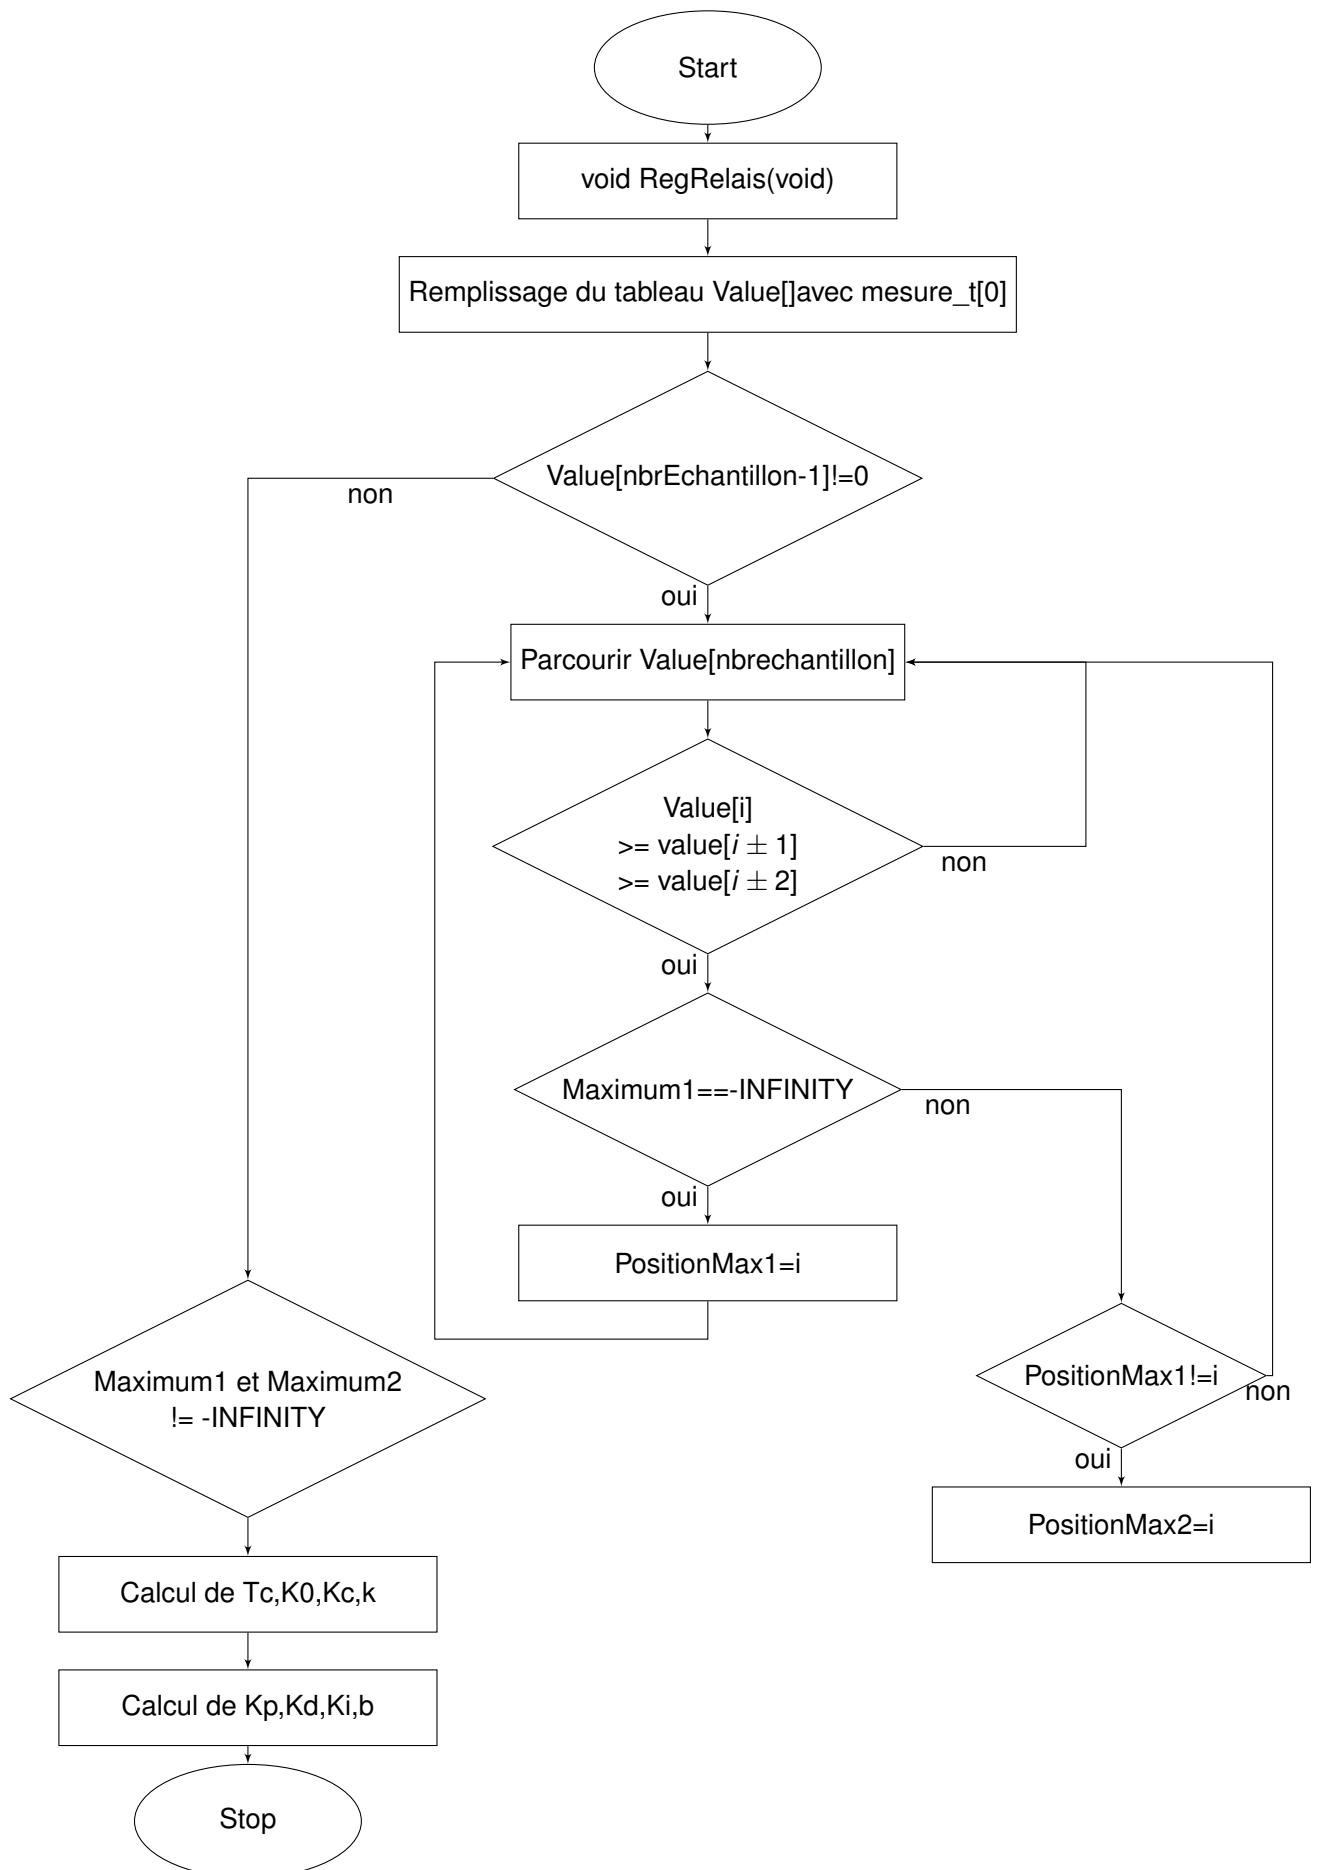 Start
void RegRelais(void)
Remplissage du tableau Value[]avec mesure_t[0]
Value[nbrEchantillon-1]!=0
non
oui
Parcourir Value[nbrechantillon]
Value[i]
>= value[i ± 1]
>= value[i ± 2]
non
oui
Maximum1==-INFINITY
non
oui
PositionMax1=i
PositionMax1!=i
non
Maximum1 et Maximum2
!= -INFINITY
oui
PositionMax2=i
Calcul de Tc,K0,Kc,k
Calcul de Kp,Kd,Ki,b
Stop